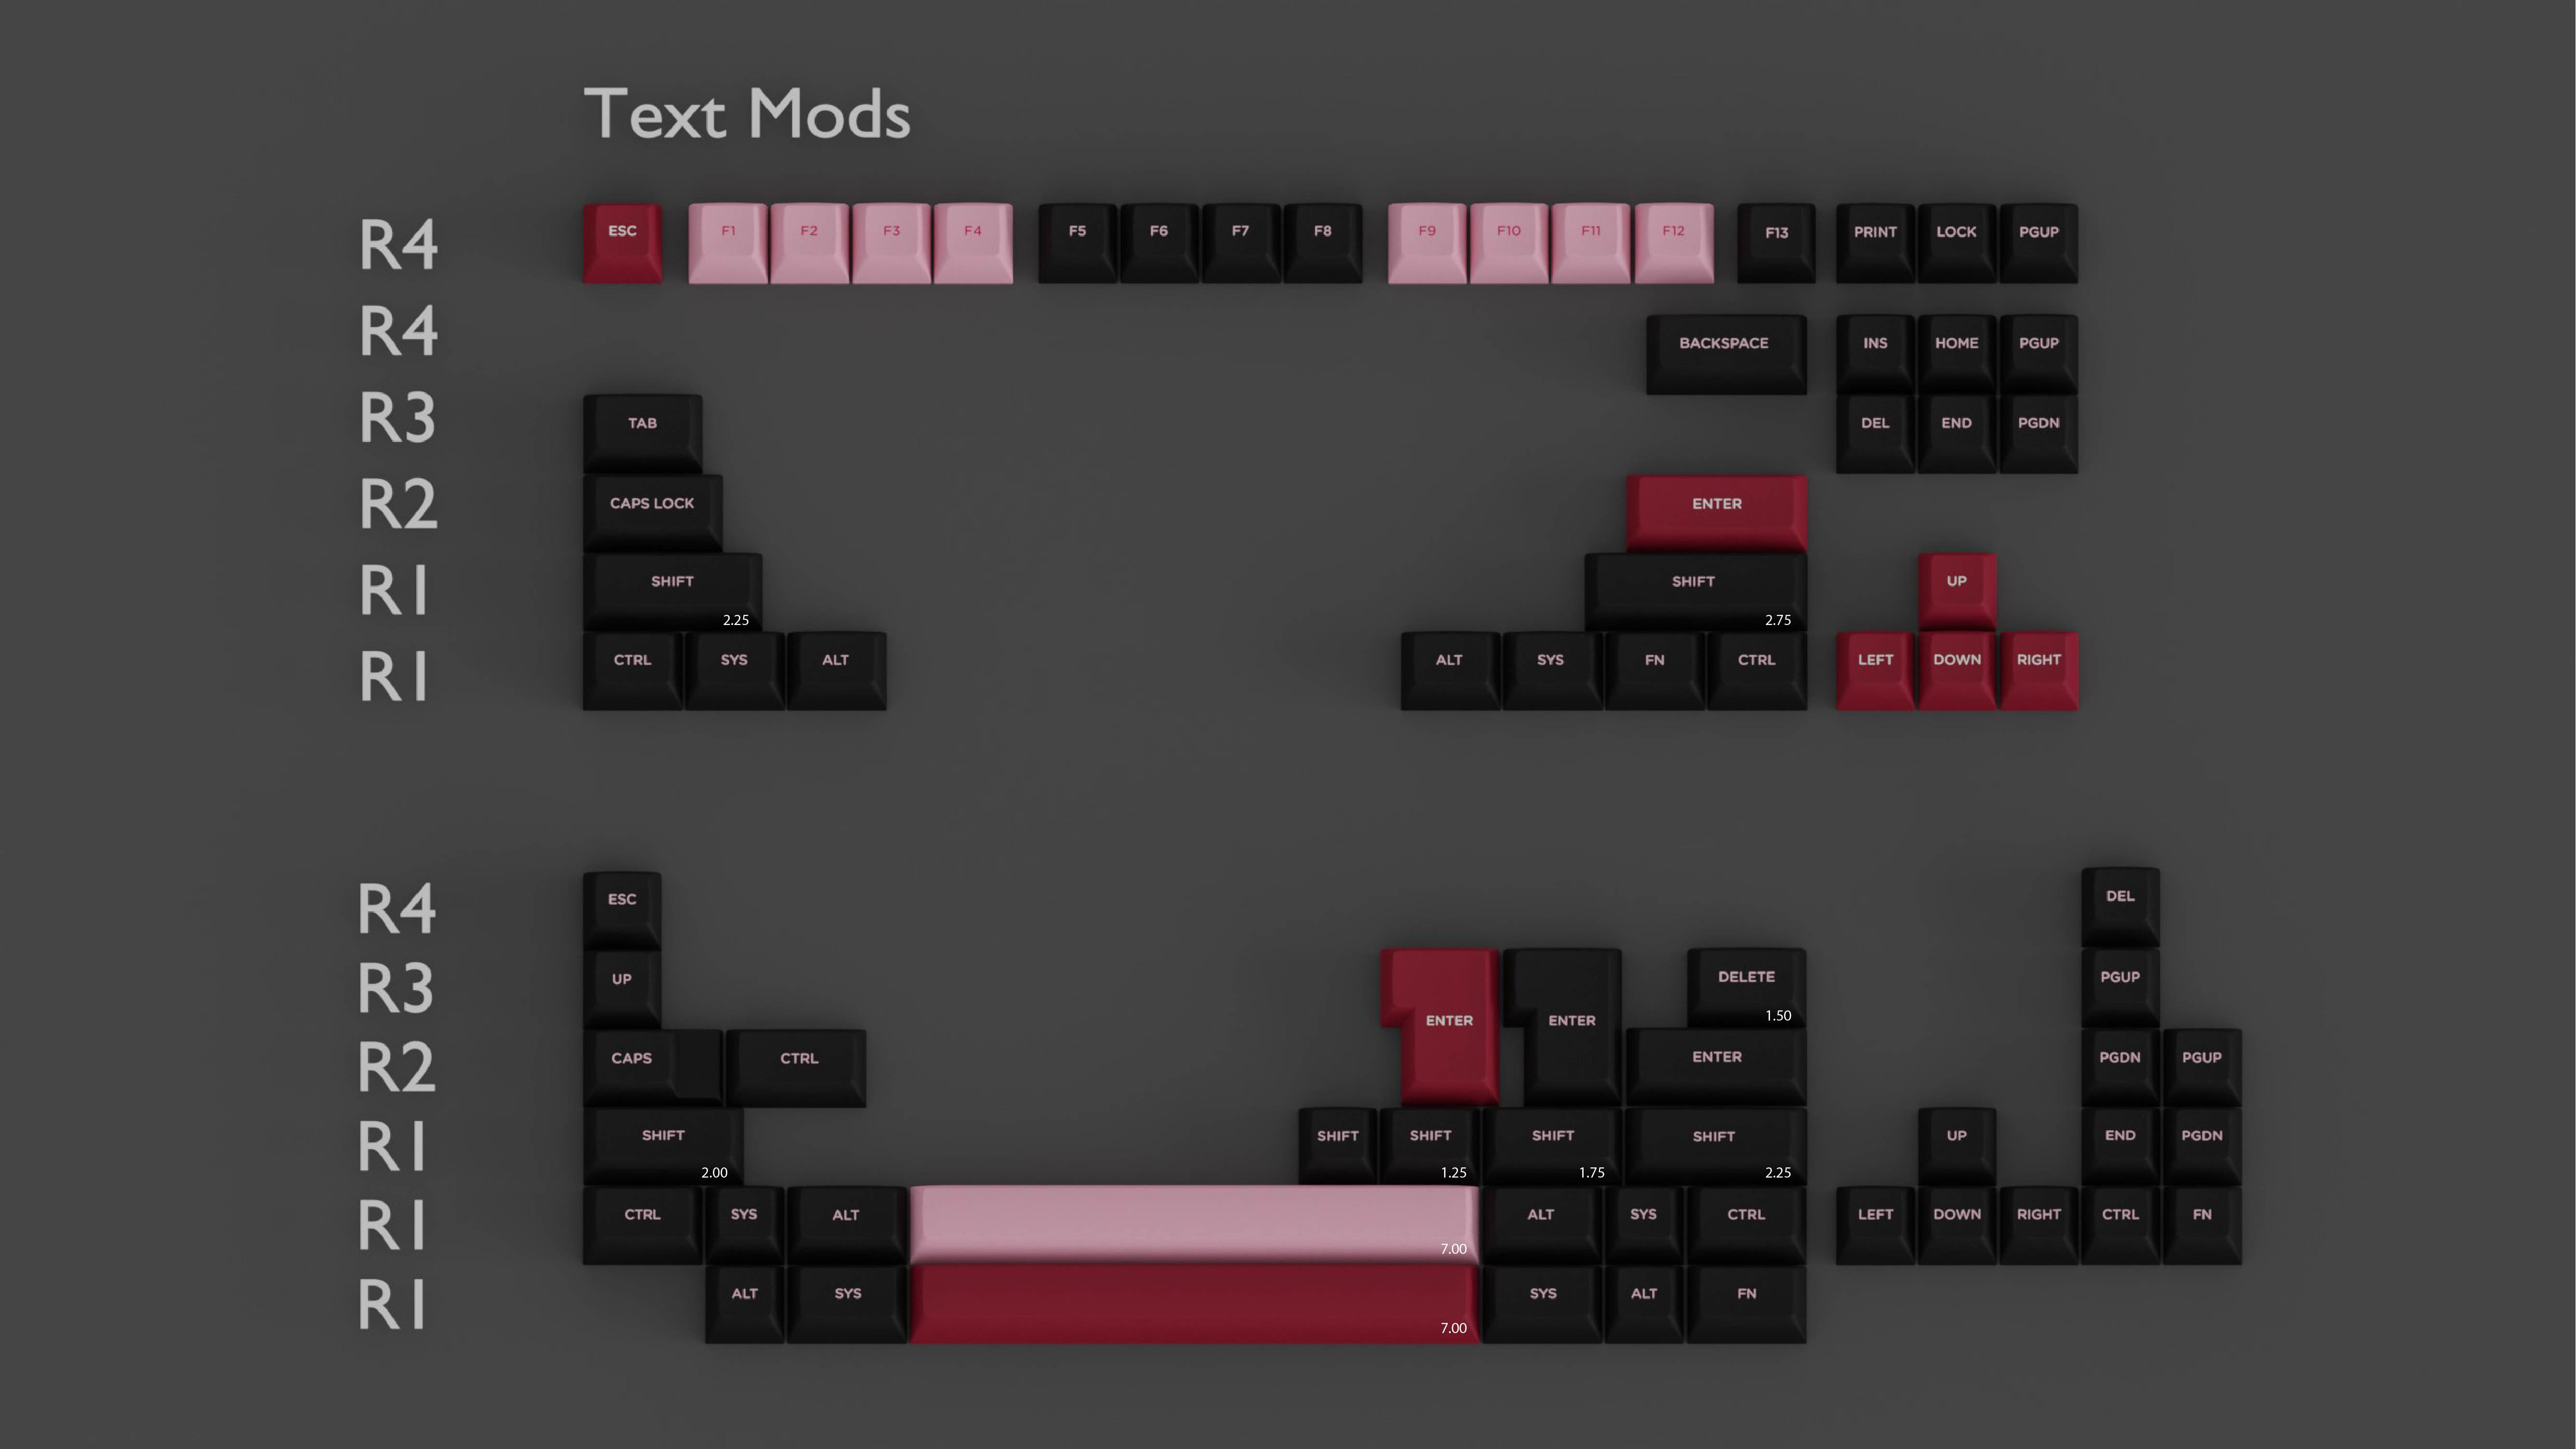 Text Mods
R4 ESC F1 F2 F3 F4 F5 F6 F7 F8 F9 F10 F11 F12 F13 PRINT LOCK PGUP
R4 BACKSPACE INS HOME PGUP
R3 TAB DEL END PGDN
R2 CAPS LOCK ENTER
R1 SHIFT 2.25 SHIFT 2.75 UP
R1 CTRL SYS ALT ALT SYS FN CTRL LEFT DOWN RIGHT
R4 ESC DEL
R3 UP DELETE 1.50 PGUP
ENTER ENTER
R2 CAPS CTRL ENTER PGDN PGUP
R1 SHIFT 2.00 SHIFT SHIFT 1.25 SHIFT 1.75 SHIFT 2.25 UP END PGDN
R1 CTRL SYS ALT 7.00 ALT SYS CTRL LEFT DOWN RIGHT CTRL FN
R1 ALT SYS 7.00 SYS ALT FN